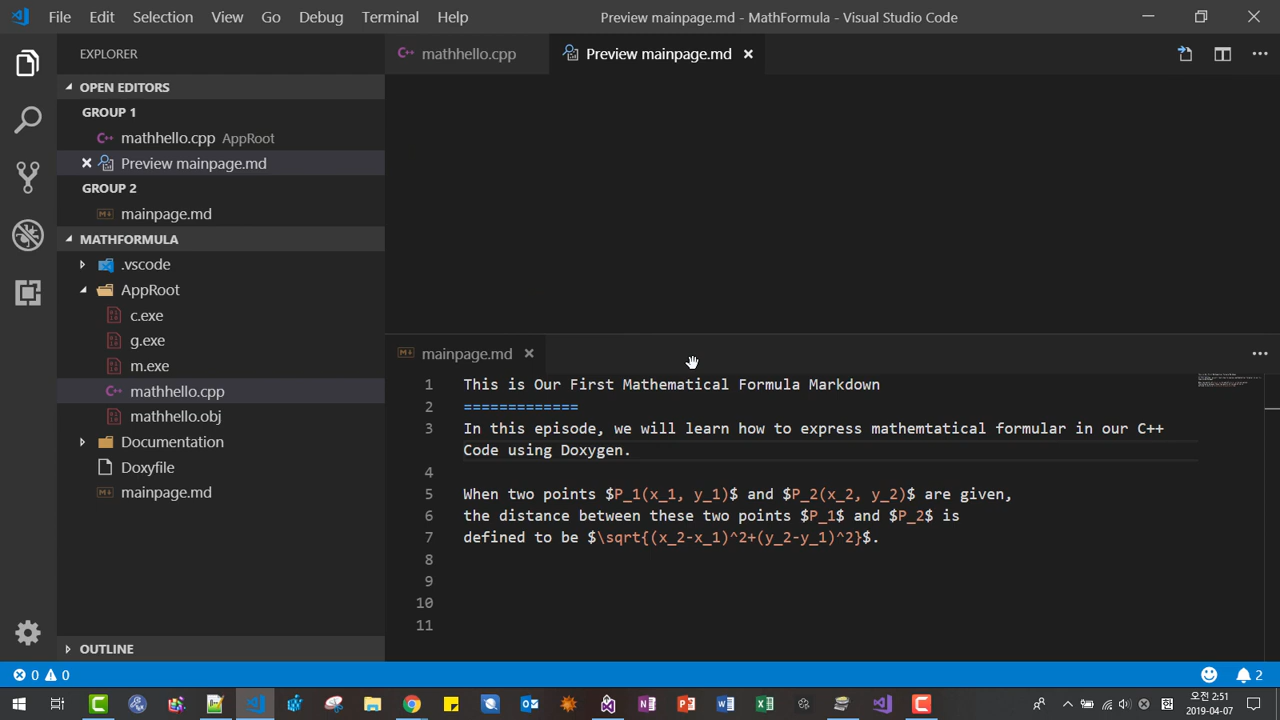 File Edit Selection View Go Debug Terminal Help Preview mainpage.md - MathFormula - Visual Studio Code
EXPLORER
OPEN EDITORS
GROUP 1
mathhello.cpp AppRoot
Preview mainpage.md
GROUP 2
mainpage.md
MATHFORMULA
.vscode
AppRoot
c.exe
g.exe
m.exe
mathhello.cpp
mathhello.obj
Documentation
Doxyfile
mainpage.md
OUTLINE
mathhello.cpp Preview mainpage.md
mainpage.md
1 This is Our First Mathematical Formula Markdown
2 =============
3 In this episode, we will learn how to express mathemtatical formular in our C++
Code using Doxygen.
4
5 When two points $P_1(x_1, y_1)$ and $P_2(x_2, y_2)$ are given,
6 the distance between these two points $P_1$ and $P_2$ is
7 defined to be $\sqrt{(x_2-x_1)^2+(y_2-y_1)^2}$.
8
9
10
11
0 0 2
오전 2:51
2019-04-07